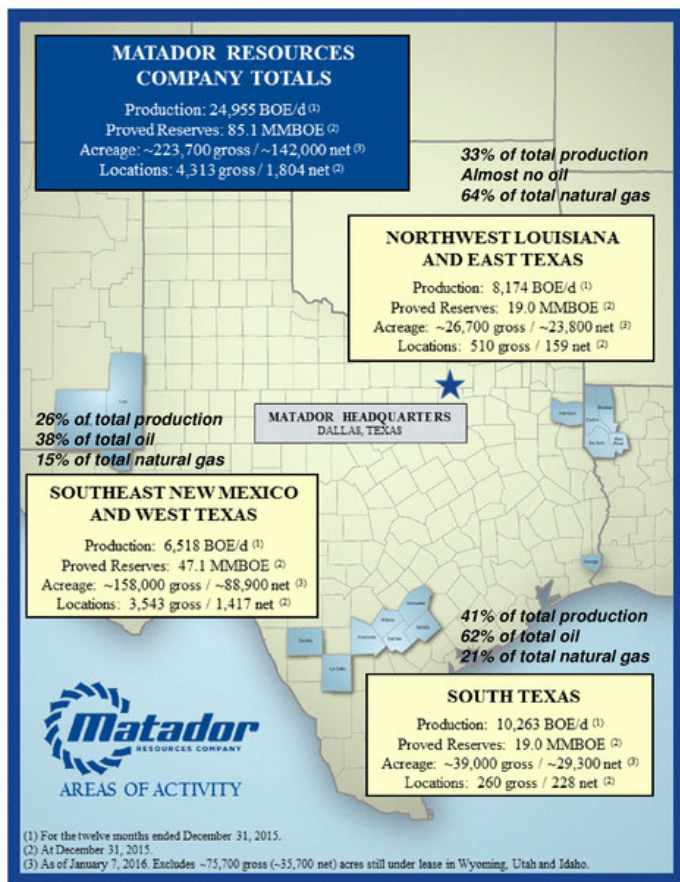 MATADOR RESOURCES
COMPANY TOTALS
Production: 24,955 BOE/d (1)
Proved Reserves: 85.1 MMBOE (2)
Acreage: ~223,700 gross / ~142,000 net (3)
Locations: 4,313 gross / 1,804 net (2)
33% of total production
Almost no oil
64% of total natural gas
NORTHWEST LOUISIANA
AND EAST TEXAS
Production: 8,174 BOE/d (1)
Proved Reserves: 19.0 MMBOE (2)
Acreage: ~26,700 gross / ~23,800 net (3)
Locations: 510 gross / 159 net (2)
MATADOR HEADQUARTERS
DALLAS, TEXAS
26% of total production
38% of total oil
15% of total natural gas
SOUTHEAST NEW MEXICO
AND WEST TEXAS
Production: 6,518 BOE/d (1)
Proved Reserves: 47.1 MMBOE (2)
Acreage: ~158,000 gross / ~88,900 net (3)
Locations: 3,543 gross / 1,417 net (2)
41% of total production
62% of total oil
21% of total natural gas
La Salle
SOUTH TEXAS
Production: 10,263 BOE/d (1)
Proved Reserves: 19.0 MMBOE (2)
Acreage: ~39,000 gross / ~29,300 net (3)
Locations: 260 gross / 228 net (2)
Matador
RESOURCES COMPANY
AREAS OF ACTIVITY
(1) For the twelve months ended December 31, 2015.
(2) At December 31, 2015.
(3) As of January 7, 2016. Excludes ~75,700 gross (~35,700 net) acres still under lease in Wyoming, Utah and Idaho.